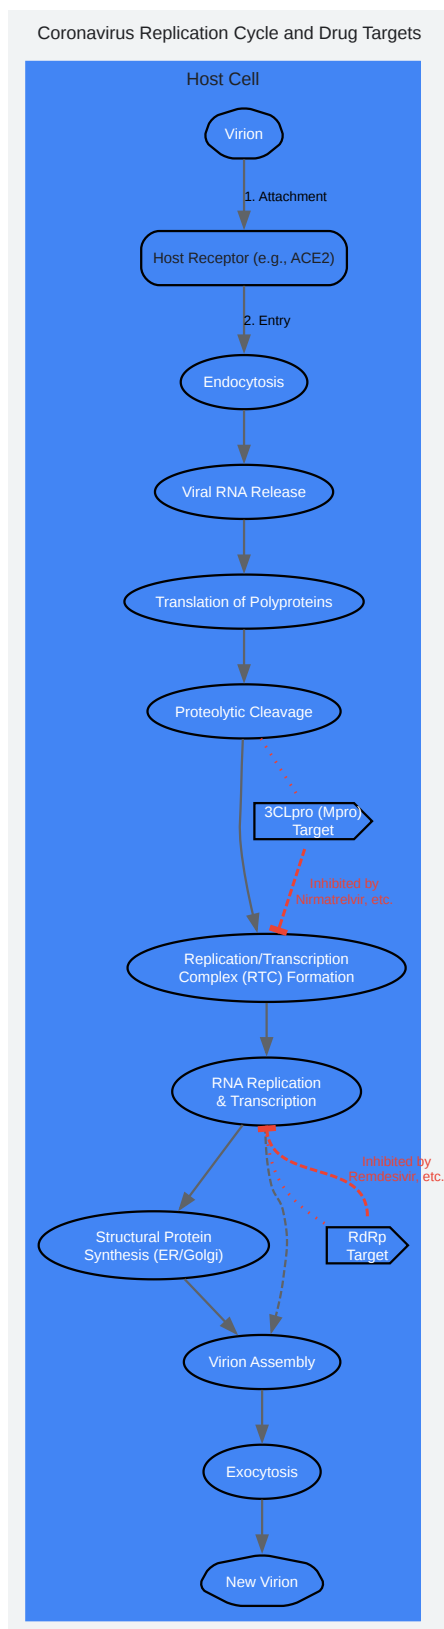 Coronavirus Replication Cycle and Drug Targets
Host Cell
Virion
1. Attachment
Host Receptor (e.g., ACE2)
2. Entry
Endocytosis
Viral RNA Release
Translation of Polyproteins
Proteolytic Cleavage
3CLpro (Mpro)
Target
Inhibited by
Nirmatrelvir, etc.
Replication/Transcription
Complex (RTC) Formation
RNA Replication
& Transcription
Inhibited by
Remdesivir, etc.
Structural Protein
Synthesis (ER/Golgi)
RdRp
Target
Virion Assembly
Exocytosis
New Virion